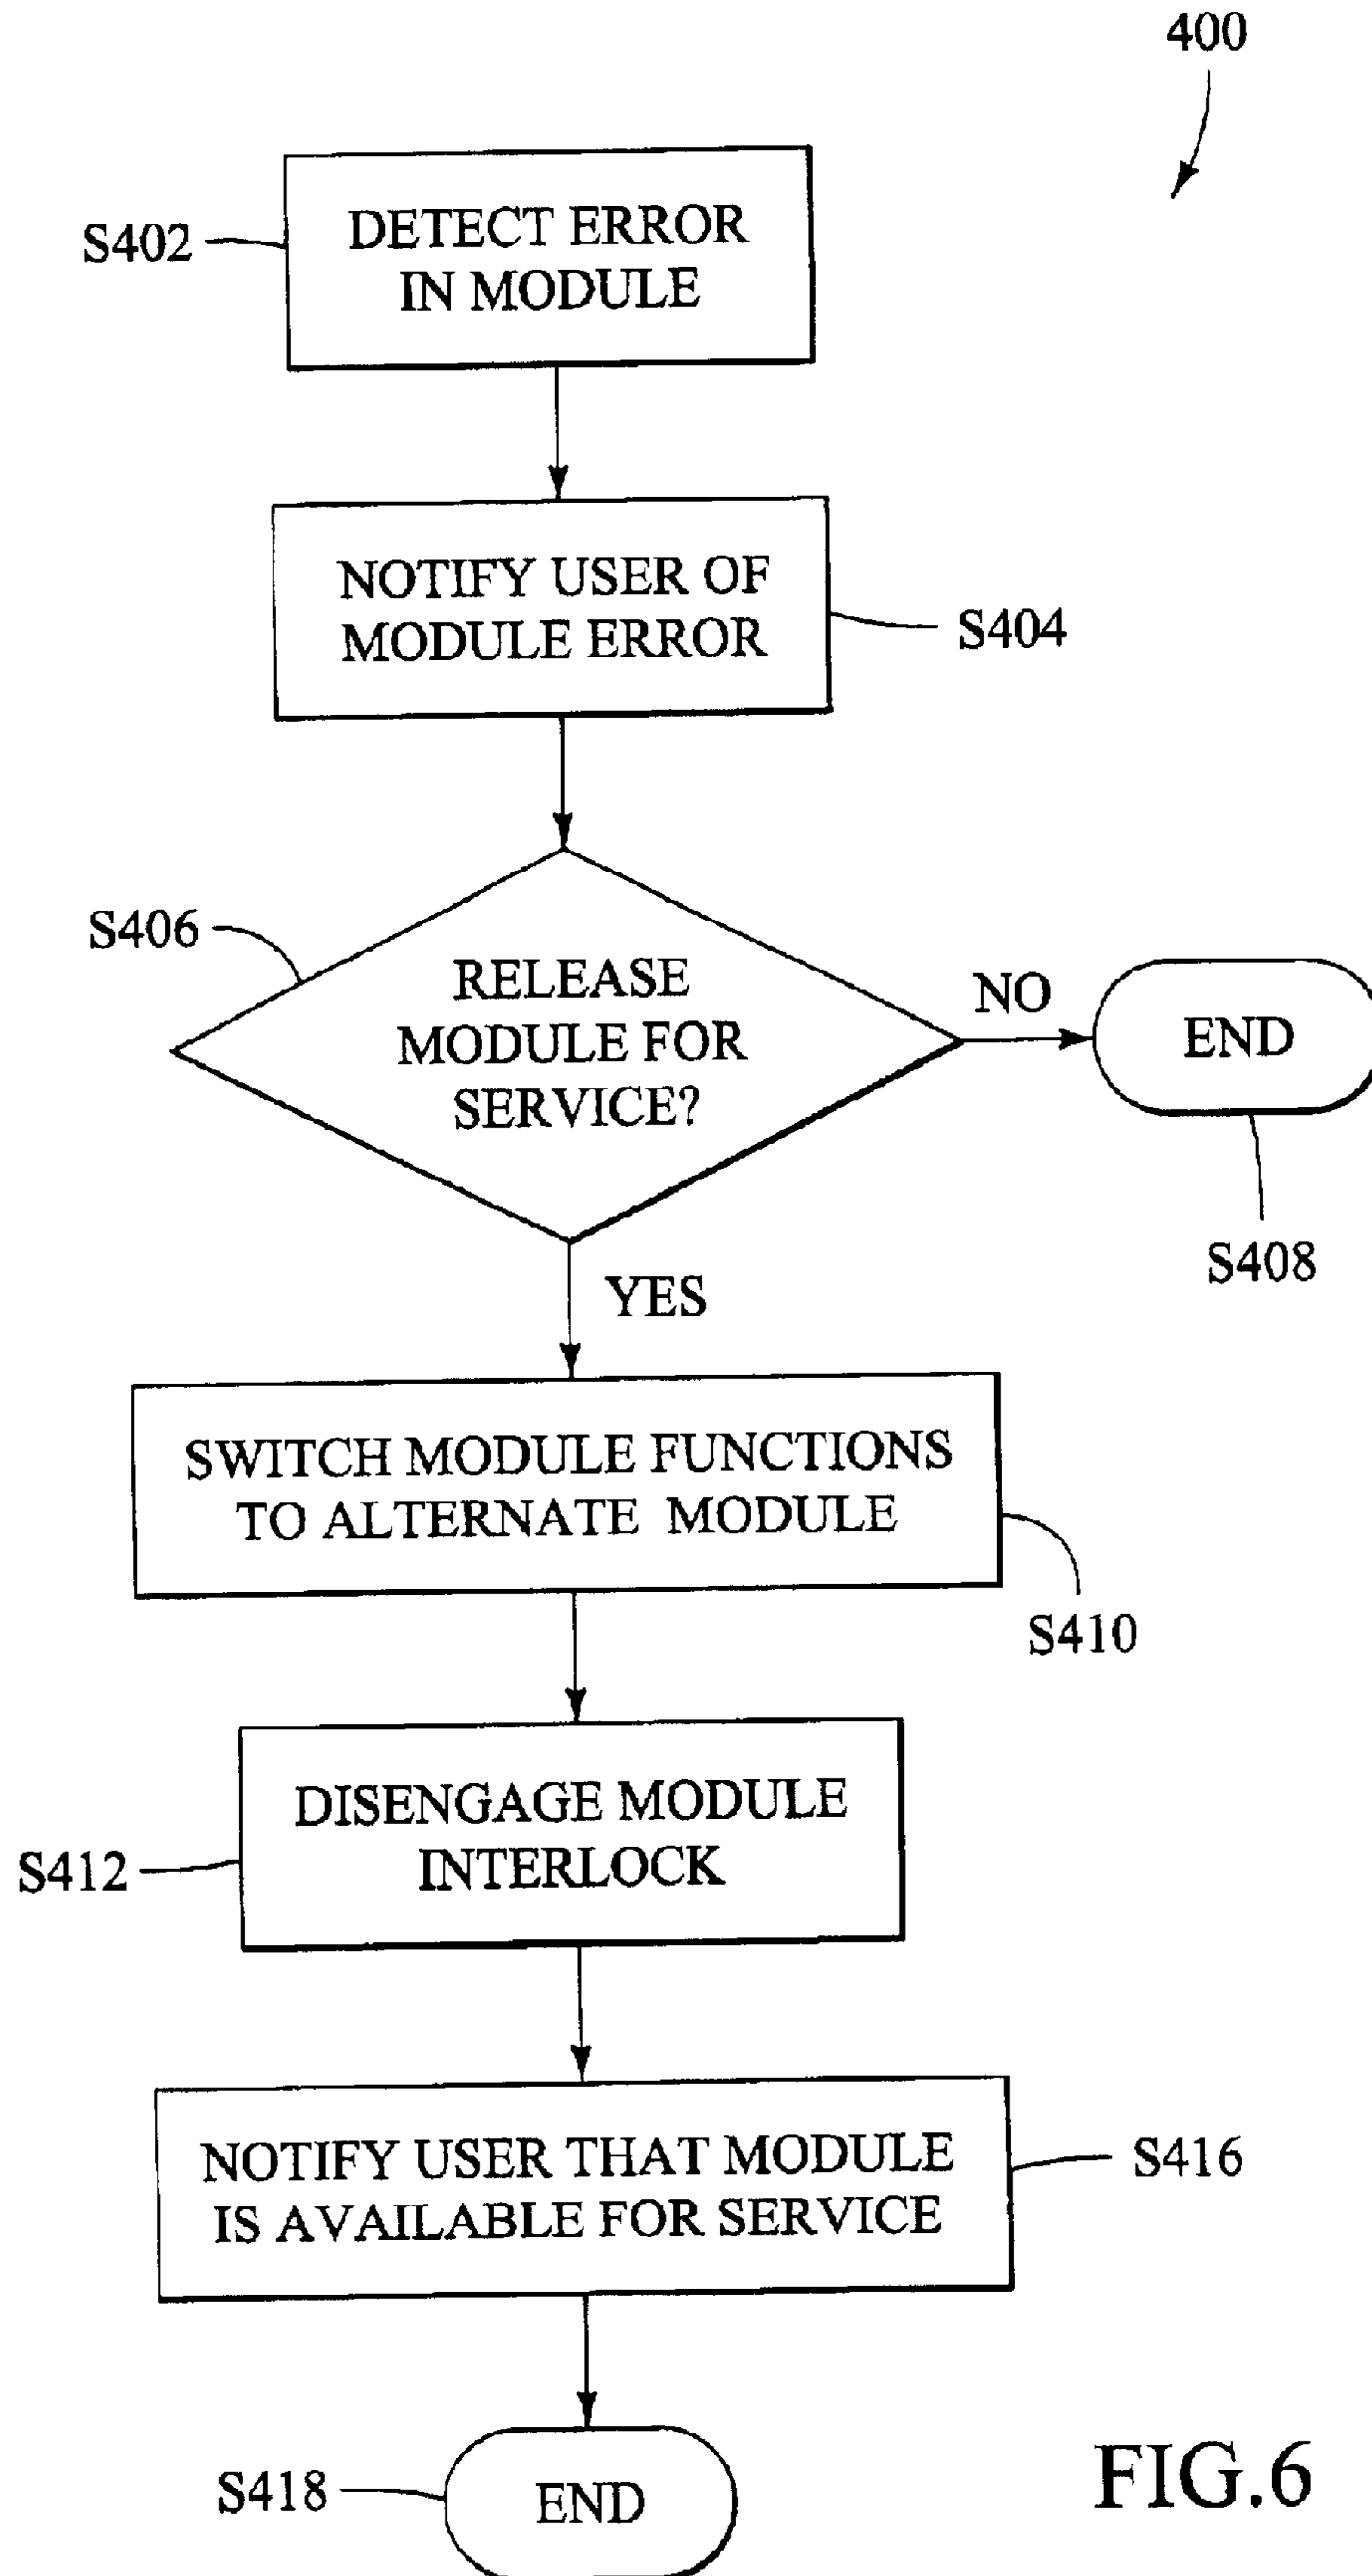 400
S402
DETECT ERROR
IN MODULE
NOTIFY USER OF
MODULE ERROR
S404
S406
RELEASE
MODULE FOR
SERVICE?
NO
END
S408
YES
SWITCH MODULE FUNCTIONS
TO ALTERNATE MODULE
S410
DISENGAGE MODULE
INTERLOCK
S412
NOTIFY USER THAT MODULE
IS AVAILABLE FOR SERVICE
S416
S418
END
FIG.6